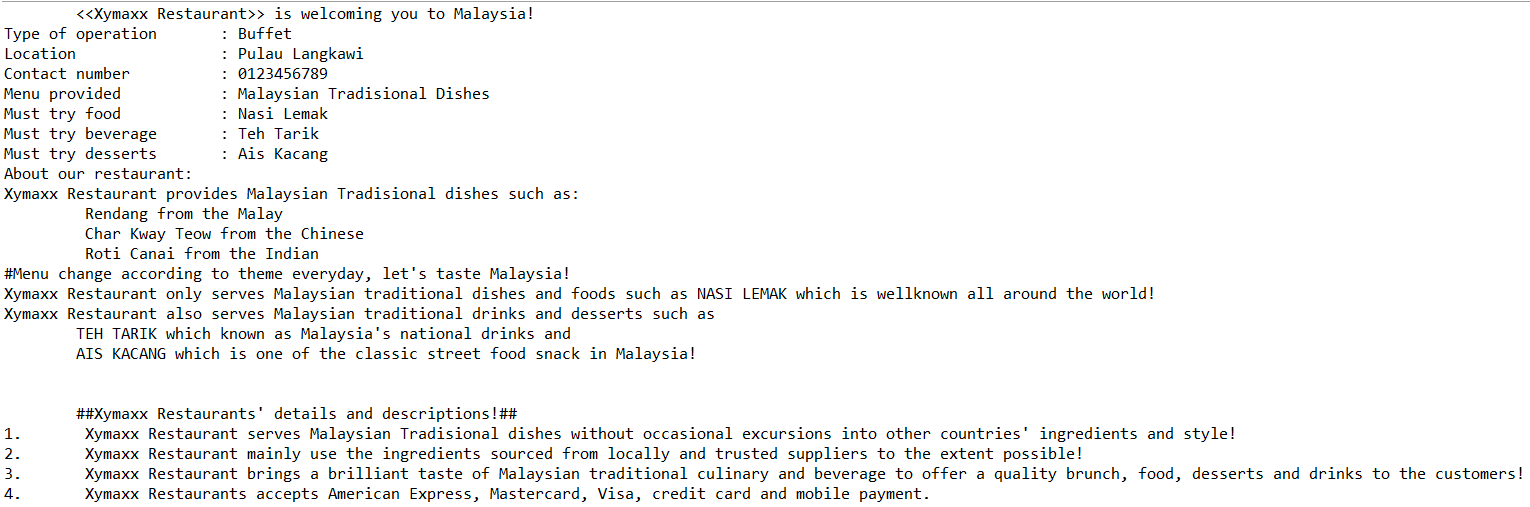 <<Xymaxx Restaurant>> is welcoming you to Malaysia!
Type of operation : Buffet
Location : Pulau Langkawi
Contact number : 0123456789
Menu provided : Malaysian Tradisional Dishes
Must try food : Nasi Lemak
Must try beverage : Teh Tarik
Must try desserts : Ais Kacang
About our restaurant:
Xymaxx Restaurant provides Malaysian Tradisional dishes such as:
Rendang from the Malay
Char Kway Teow from the Chinese
Roti Canai from the Indian
#Menu change according to theme everyday, let's taste Malaysia!
Xymaxx Restaurant only serves Malaysian traditional dishes and foods such as NASI LEMAK which is wellknown all around the world!
Xymaxx Restaurant also serves Malaysian traditional drinks and desserts such as
TEH TARIK which known as Malaysia's national drinks and
AIS KACANG which is one of the classic street food snack in Malaysia!
##Xymaxx Restaurants' details and descriptions!##
1. Xymaxx Restaurant serves Malaysian Tradisional dishes without occasional excursions into other countries' ingredients and style!
2. Xymaxx Restaurant mainly use the ingredients sourced from locally and trusted suppliers to the extent possible!
3. Xymaxx Restaurant brings a brilliant taste of Malaysian traditional culinary and beverage to offer a quality brunch, food, desserts and drinks to the customers!
4. Xymaxx Restaurants accepts American Express, Mastercard, Visa, credit card and mobile payment.